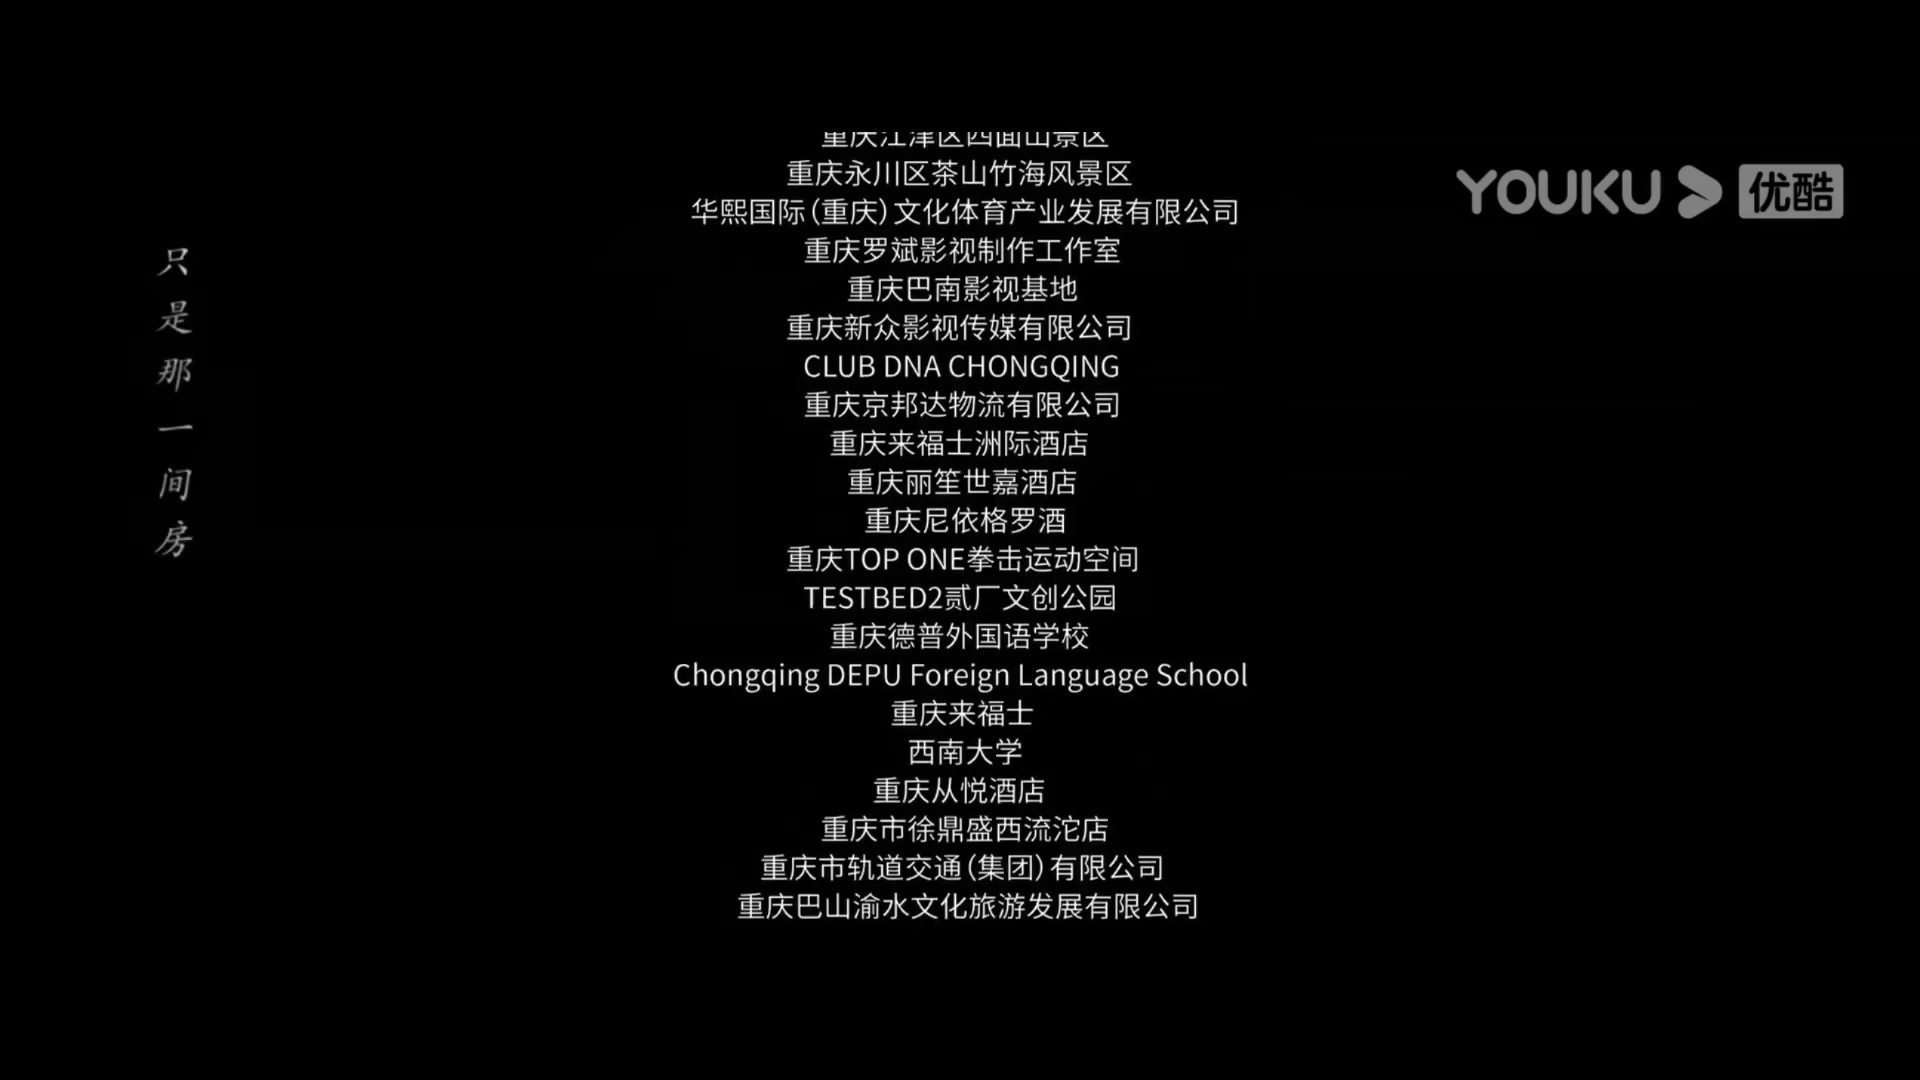 重庆江津区四面山景区
重庆永川区茶山竹海风景区
华熙国际(重庆)文化体育产业发展有限公司
重庆罗斌影视制作工作室
重庆巴南影视基地
重庆新众影视传媒有限公司
CLUB DNA CHONGQING
重庆京邦达物流有限公司
重庆来福士洲际酒店
重庆丽笙世嘉酒店
重庆尼依格罗酒
重庆TOP ONE拳击运动空间
TESTBED2贰厂文创公园
重庆德普外国语学校
Chongqing DEPU Foreign Language School
重庆来福士
西南大学
重庆从悦酒店
重庆市徐鼎盛西流沱店
重庆市轨道交通(集团)有限公司
重庆巴山渝水文化旅游发展有限公司
只是那一间房
YOUKU 优酷